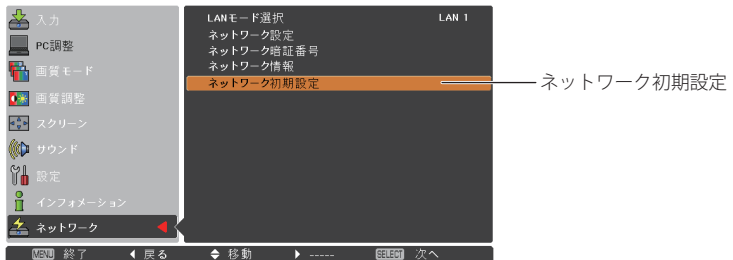 入力
PC調整
画質モード
画質調整
スクリーン
サウンド
設定
インフォメーション
ネットワーク
LANモード選択 LAN 1
ネットワーク設定
ネットワーク暗証番号
ネットワーク情報
ネットワーク初期設定
ネットワーク初期設定
MENU 終了 戻る 移動 ----- SELECT 次へ